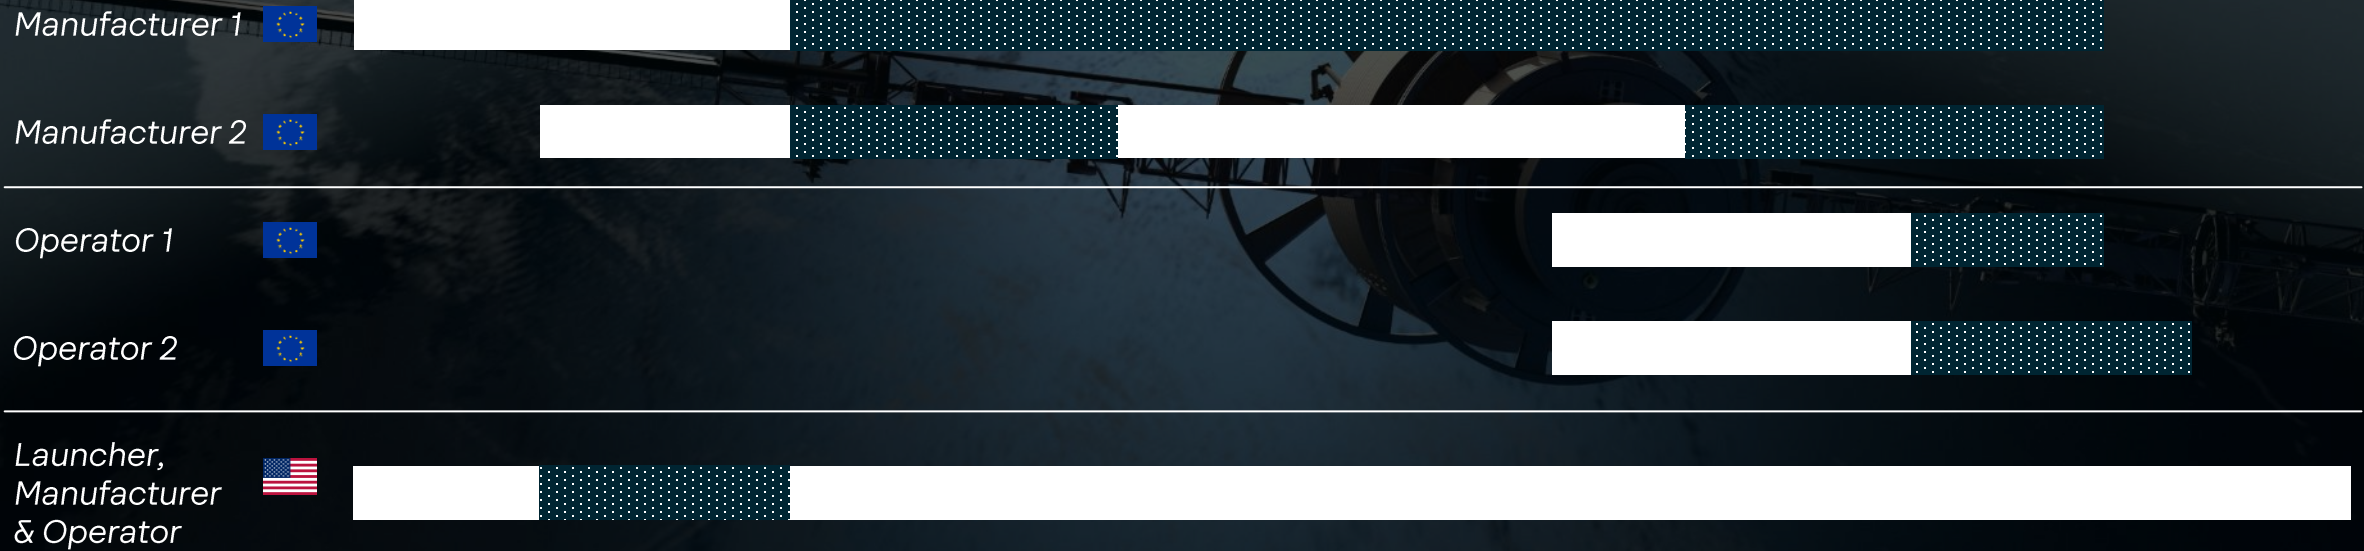 Manufacturer 1
Manufacturer 2
Operator 1
Operator 2
Launcher,
Manufacturer
& Operator